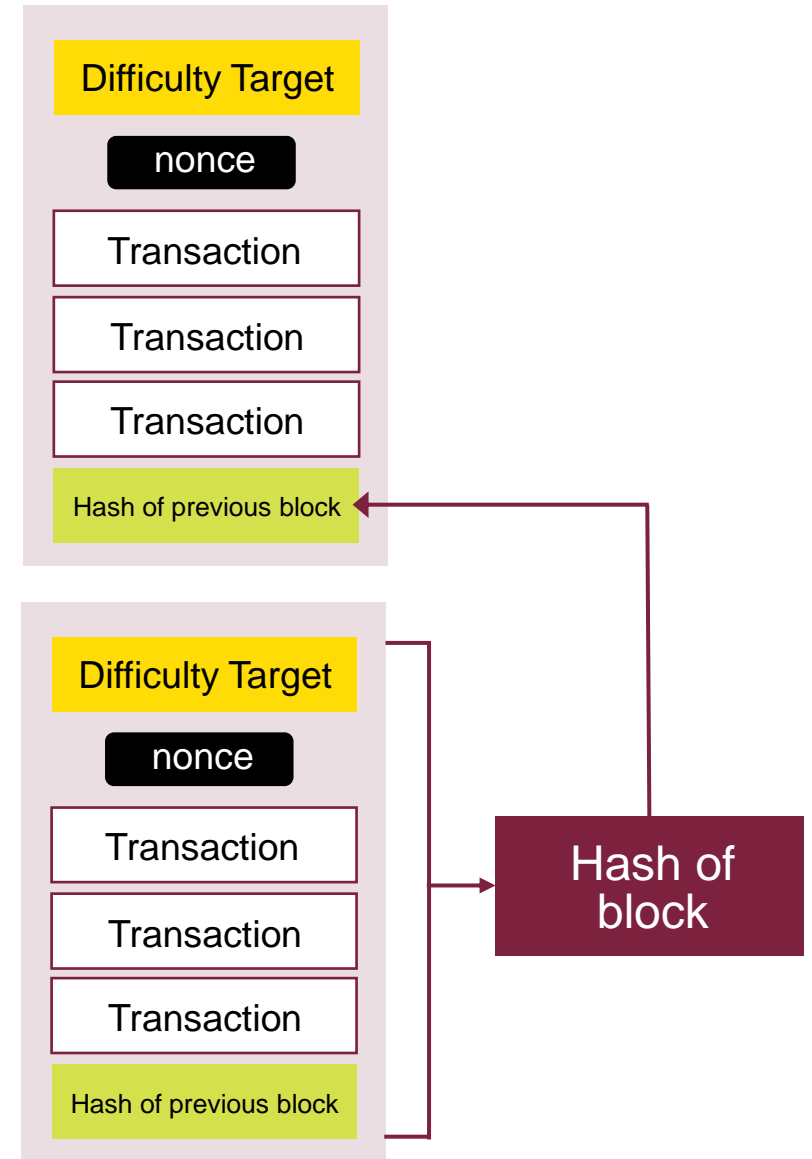 Difficulty Target
nonce
Transaction
Transaction
Transaction
Hash of previous block
Difficulty Target
nonce
Transaction
Transaction
Transaction
Hash of previous block
Hash of
block